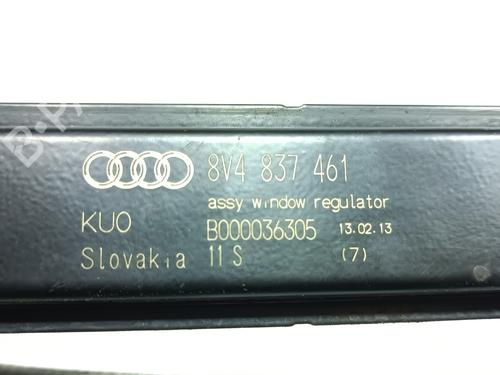 8V4 837 461
assy window regulator
KUO B000036305 13.02.13
Slovakia 11 S (7)